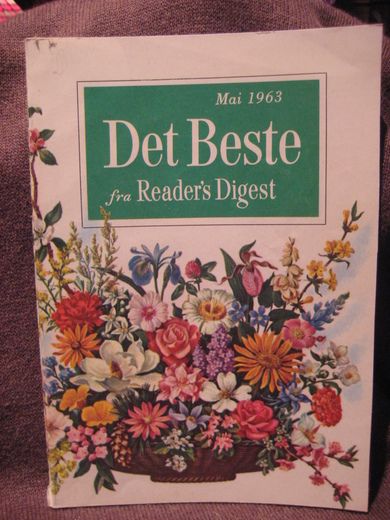 Mai 1963
Det Beste
fra Reader's Digest